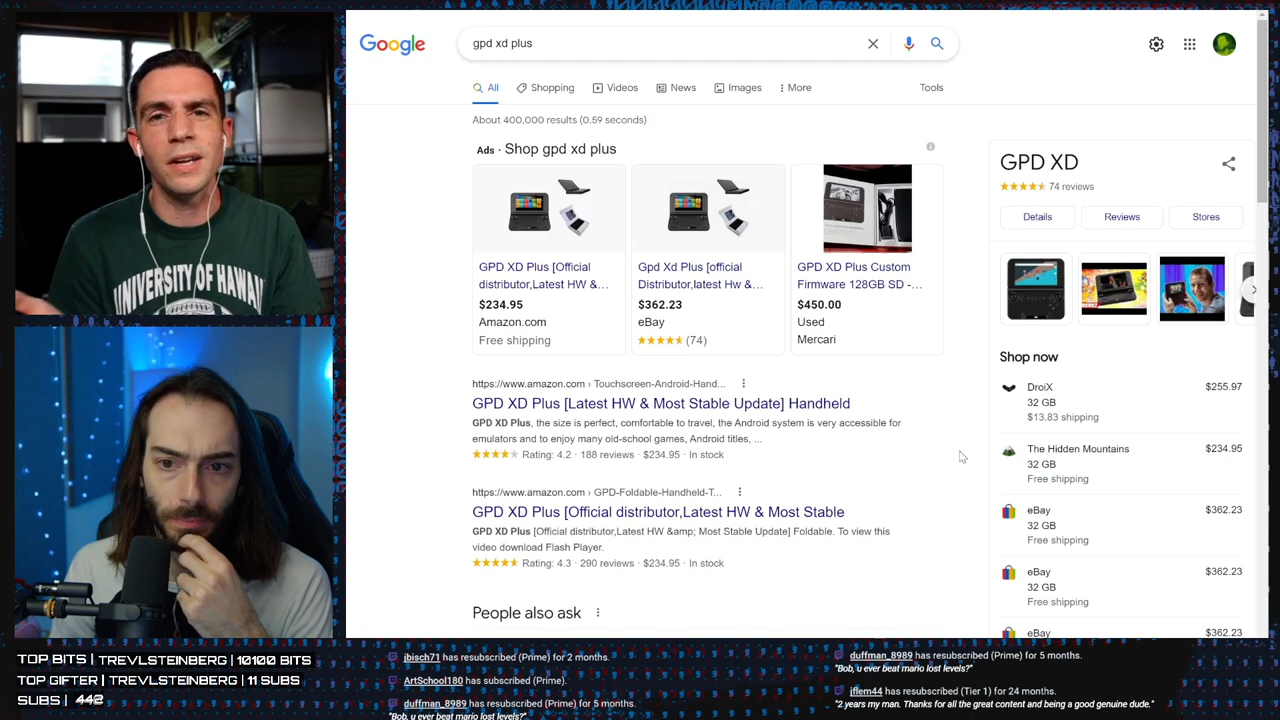 UNIVERSITY OF HAWAI
Google
gpd xd plus
All
Shopping
Videos
News
Images
More
Tools
About 400,000 results (0.59 seconds)
Ads · Shop gpd xd plus
GPD XD Plus [Official
distributor,Latest HW &...
$234.95
Amazon.com
Free shipping
Gpd Xd Plus [official
Distributor,latest Hw &...
$362.23
eBay
(74)
GPD XD Plus Custom
Firmware 128GB SD -...
$450.00
Used
Mercari
https://www.amazon.com › Touchscreen-Android-Hand...
GPD XD Plus [Latest HW & Most Stable Update] Handheld
GPD XD Plus, the size is perfect, comfortable to travel, the Android system is very accessible for
emulators and to enjoy many old-school games, Android titles, ...
Rating: 4.2 · 188 reviews · $234.95 · In stock
https://www.amazon.com › GPD-Foldable-Handheld-T...
GPD XD Plus [Official distributor,Latest HW & Most Stable
GPD XD Plus [Official distributor,Latest HW &amp; Most Stable Update] Foldable. To view this
video download Flash Player.
Rating: 4.3 · 290 reviews · $234.95 · In stock
People also ask
GPD XD
74 reviews
Details
Reviews
Stores
Shop now
DroiX $255.97
32 GB
$13.83 shipping
The Hidden Mountains $234.95
32 GB
Free shipping
eBay $362.23
32 GB
Free shipping
eBay $362.23
32 GB
Free shipping
eBay $362.23
TOP BITS | TREVLSTEINBERG | 10100 BITS
TOP GIFTER | TREVLSTEINBERG | 11 SUBS
SUBS | 442
jbisch71 has resubscribed (Prime) for 2 months.
ArtSchool180 has subscribed (Prime).
duffman_8989 has resubscribed (Prime) for 5 months.
"Bob, u ever beat mario lost levels?"
duffman_8989 has resubscribed (Prime) for 5 months.
"Bob, u ever beat mario lost levels?"
jflem44 has resubscribed (Tier 1) for 24 months.
"2 years my man. Thanks for all the great content and being a good genuine dude."